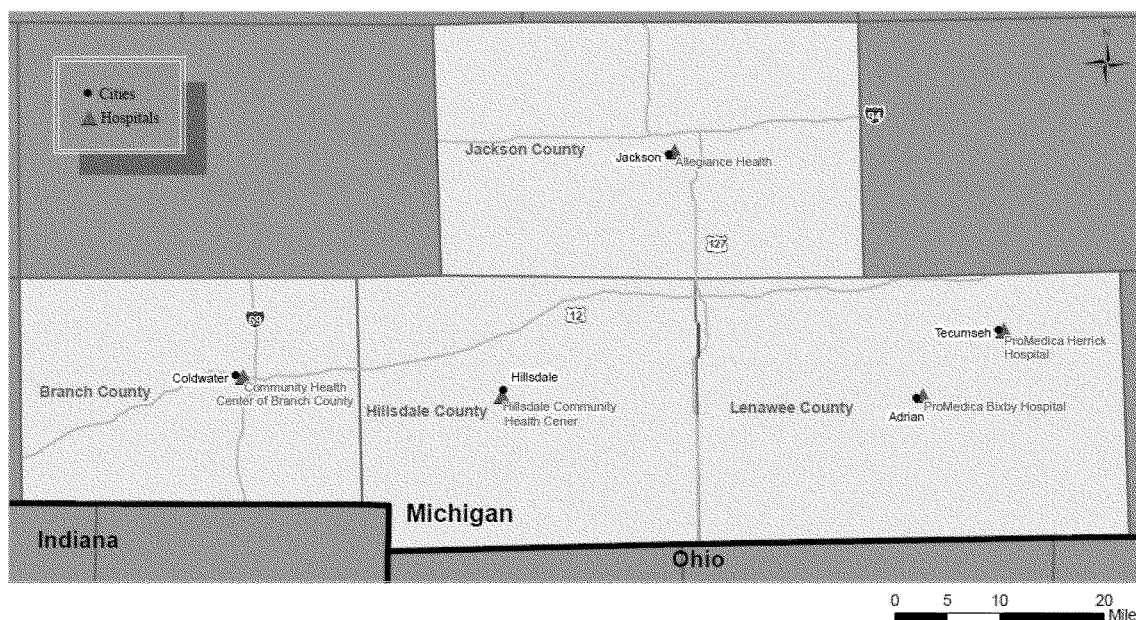 N
Cities
Hospitals
94
Jackson County
Jackson
Allegiance Health
127
69
12
Tecumseh
ProMedica Herrick
Hospital
Coldwater
Hillsdale
Branch County
Community Health
Center of Branch County
Hillsdale County
Hillsdale Community
Health Cener
Lenawee County
ProMedica Bixby Hospital
Adrian
Michigan
Indiana
Ohio
0 5 10 20
Mile